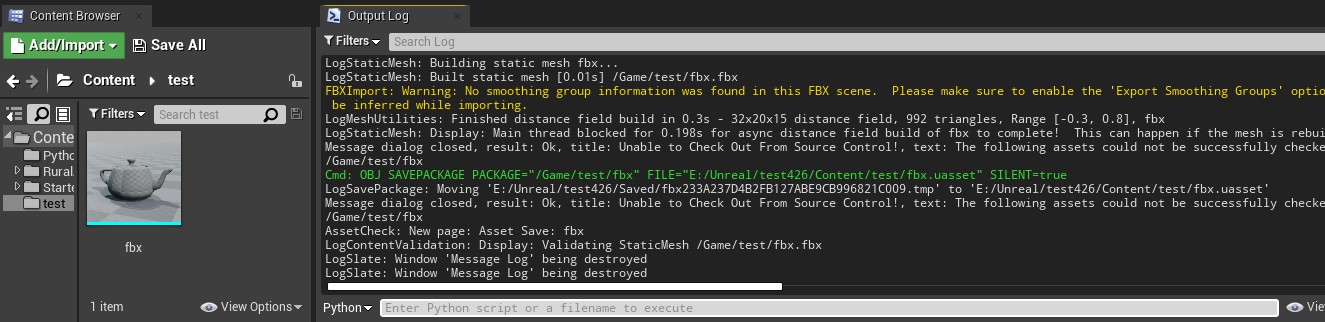 Content Browser
Add/Import
Save All
Content
test
Filters
Search test
Conte
Pytho
Rural
Starte
test
fbx
1 item
View Options
Output Log
Filters
Search Log
LogStaticMesh: Building static mesh fbx...
LogStaticMesh: Built static mesh [0.01s] /Game/test/fbx.fbx
FBXImport: Warning: No smoothing group information was found in this FBX scene.  Please make sure to enable the 'Export Smoothing Groups' optio
be inferred while importing.
LogMeshUtilities: Finished distance field build in 0.3s - 32x20x15 distance field, 992 triangles, Range [-0.3, 0.8], fbx
LogStaticMesh: Display: Main thread blocked for 0.198s for async distance field build of fbx to complete!  This can happen if the mesh is rebui
Message dialog closed, result: Ok, title: Unable to Check Out From Source Control!, text: The following assets could not be successfully checke
/Game/test/fbx
Cmd: OBJ SAVEPACKAGE PACKAGE="/Game/test/fbx" FILE="E:/Unreal/test426/Content/test/fbx.uasset" SILENT=true
LogSavePackage: Moving 'E:/Unreal/test426/Saved/fbx233A237D4B2FB127ABE9CB996821C009.tmp' to 'E:/Unreal/test426/Content/test/fbx.uasset'
Message dialog closed, result: Ok, title: Unable to Check Out From Source Control!, text: The following assets could not be successfully checke
/Game/test/fbx
AssetCheck: New page: Asset Save: fbx
LogContentValidation: Display: Validating StaticMesh /Game/test/fbx.fbx
LogSlate: Window 'Message Log' being destroyed
LogSlate: Window 'Message Log' being destroyed
Python
Enter Python script or a filename to execute
Vie